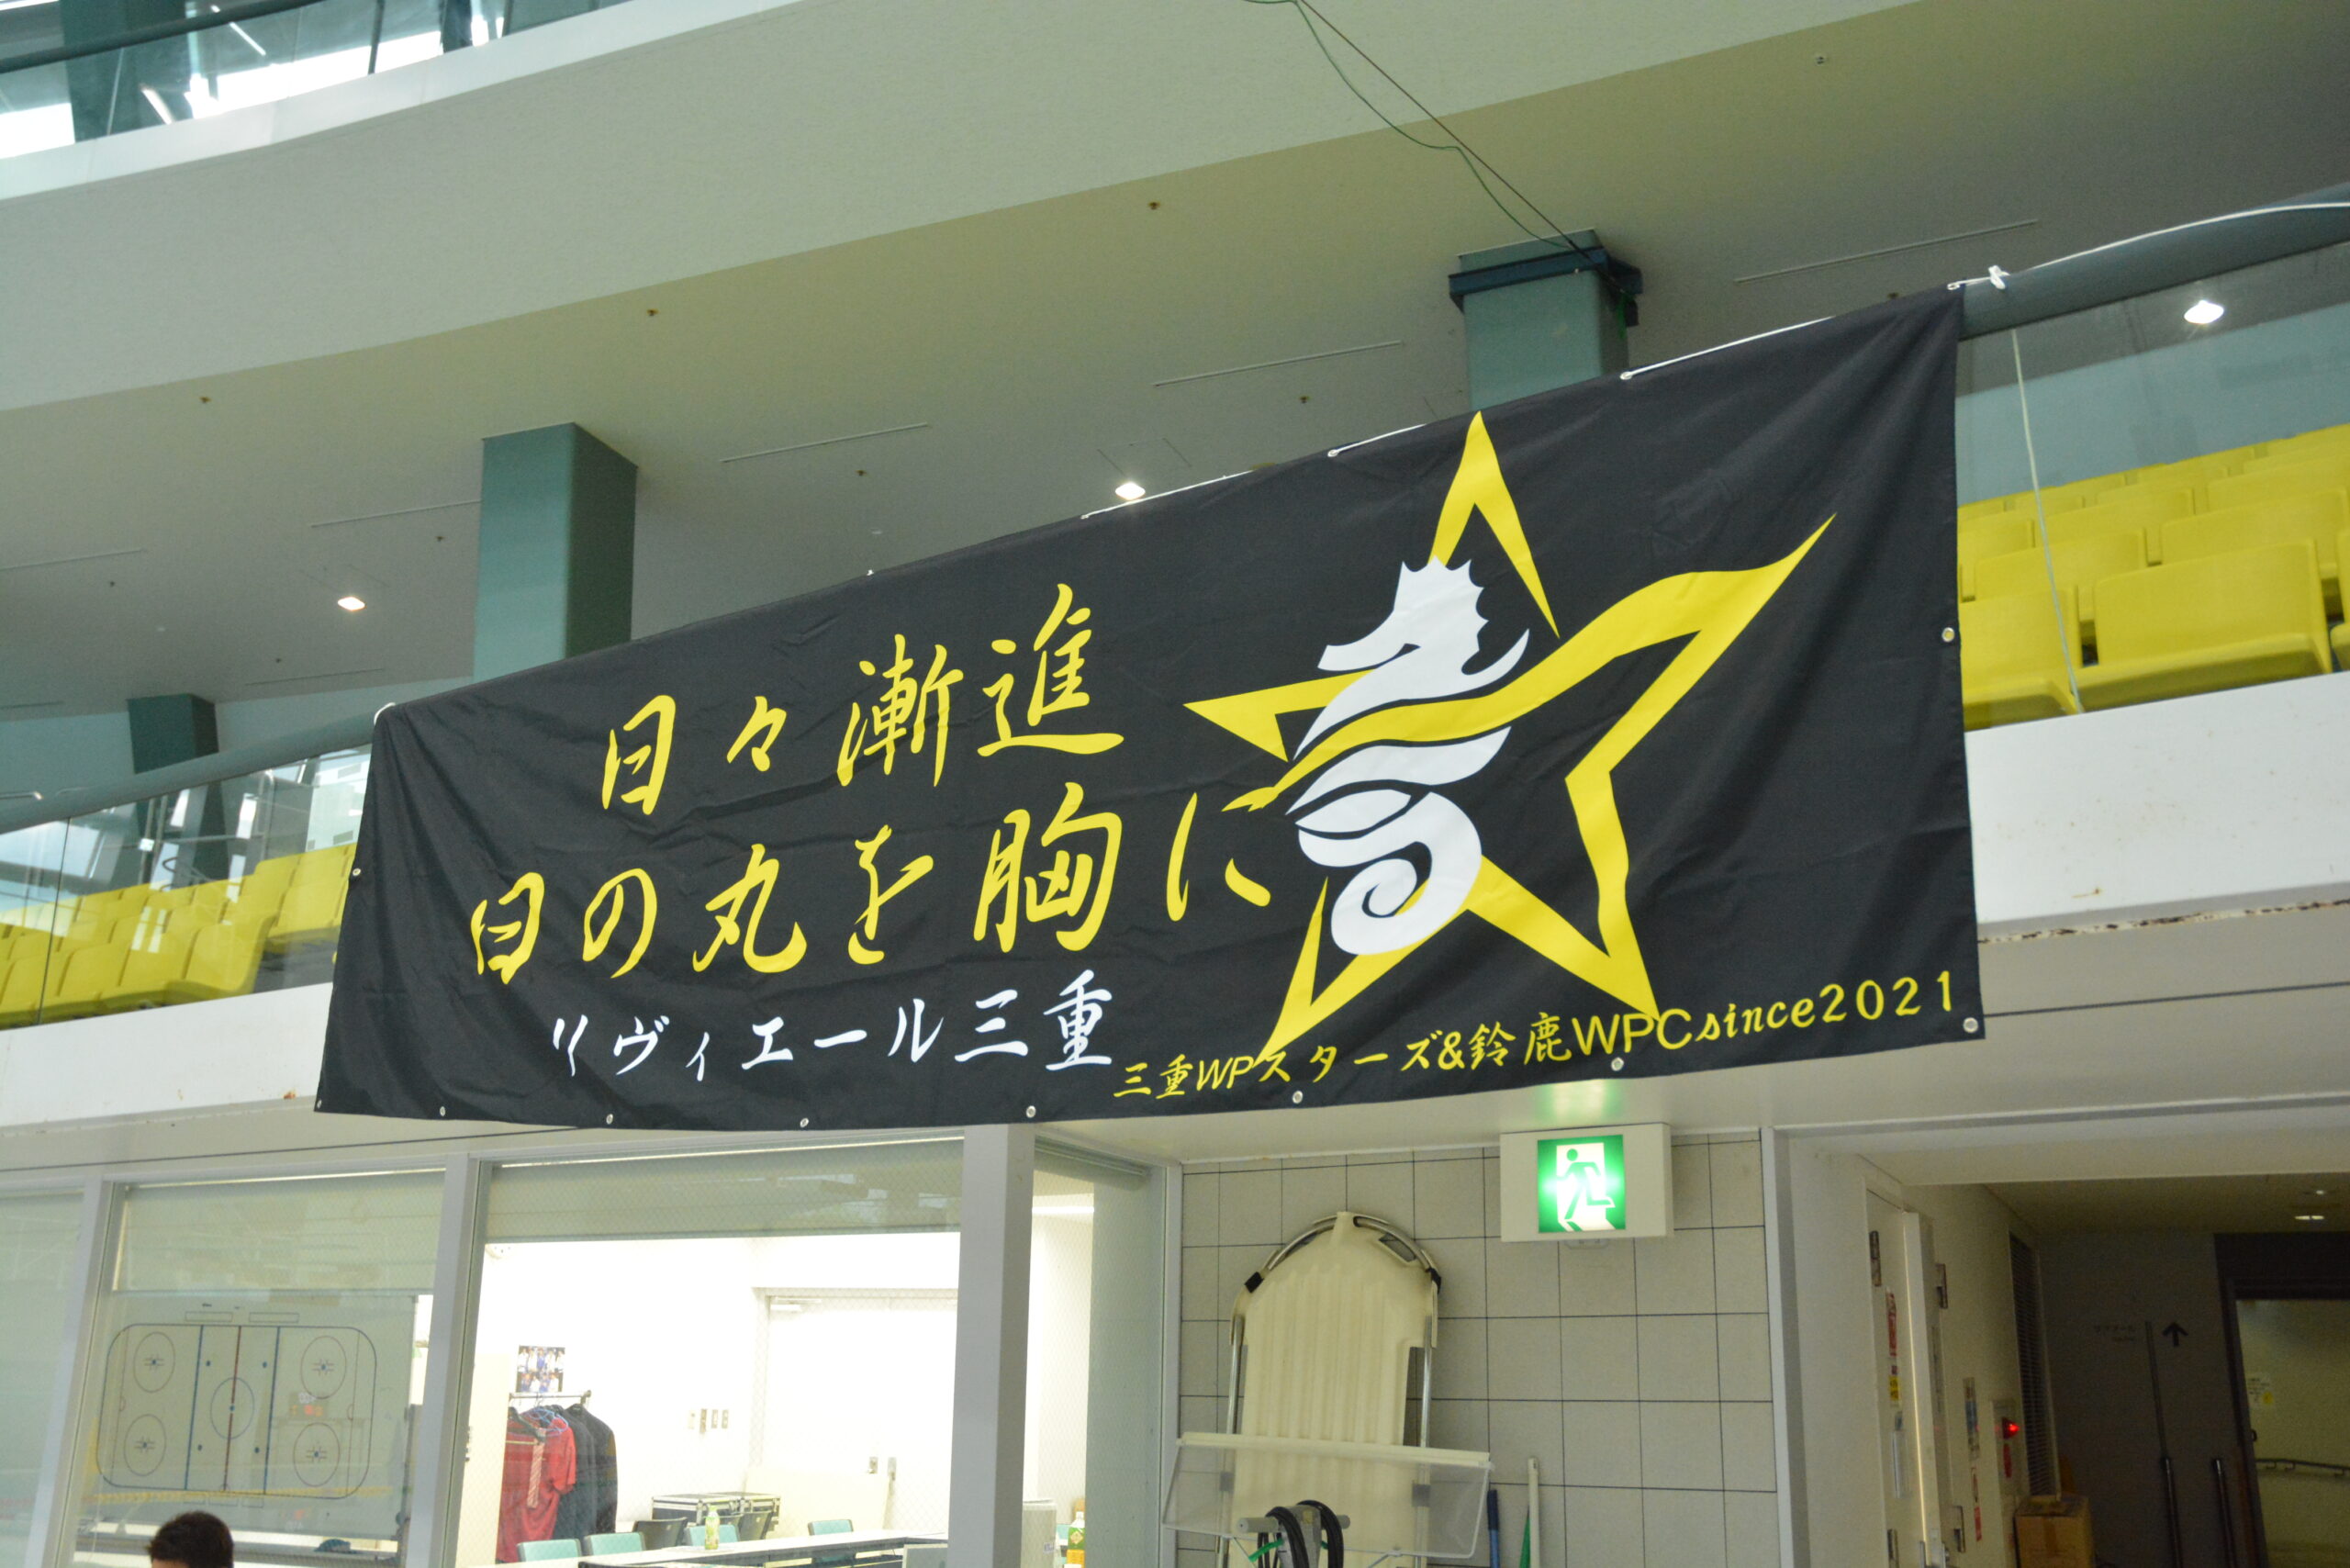 日々漸進
日の丸を胸に
リヴィエール三重
三重WPスターズ&鈴鹿WPCsince2021